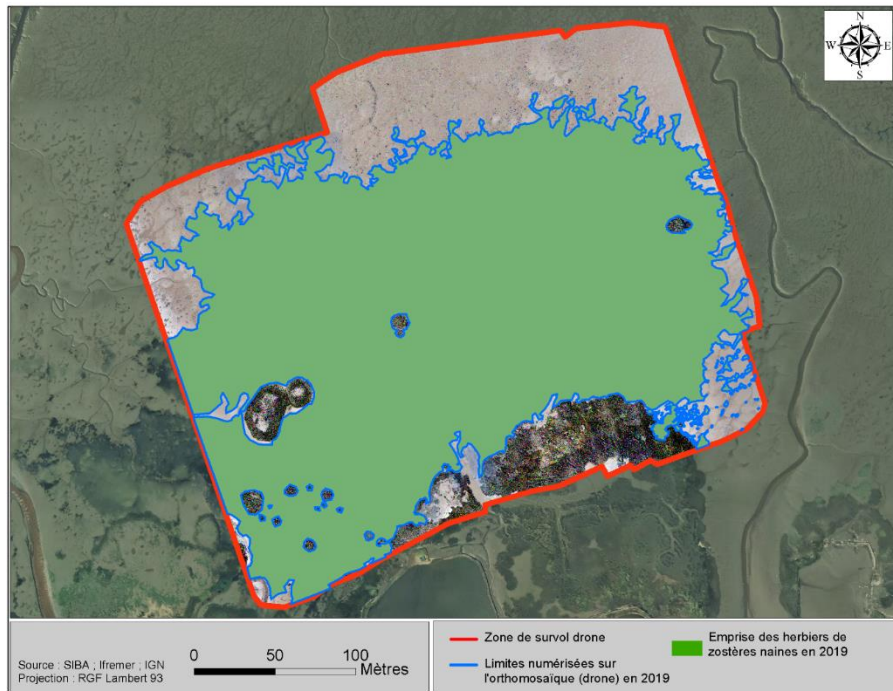 N
W E
S
Source : SIBA ; Ifremer ; IGN
Projection : RGF Lambert 93
0 50 100
Mètres
Zone de survol drone
Limites numérisées sur
l'orthomosaïque (drone) en 2019
Emprise des herbiers de
zostères naines en 2019